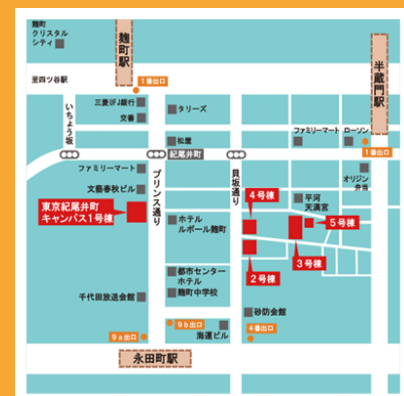 麹町
クリスタル
シティ
麹町駅
半蔵門駅
至四ツ谷駅
1番出口
三菱UFJ銀行
交番
タリーズ
いちょう坂
松屋
紀尾井町
ファミリーマート
ローソン
1番出口
ファミリーマート
文藝春秋ビル
プリンス通り
貝坂通り
オリジン
弁当
東京紀尾井町
キャンパス1号棟
4号棟
平河
天満宮
5号棟
ホテル
ルポール麹町
3号棟
2号棟
都市センター
ホテル
麹町中学校
千代田放送会館
砂防会館
9a出口
9b出口
海運ビル
4番出口
永田町駅